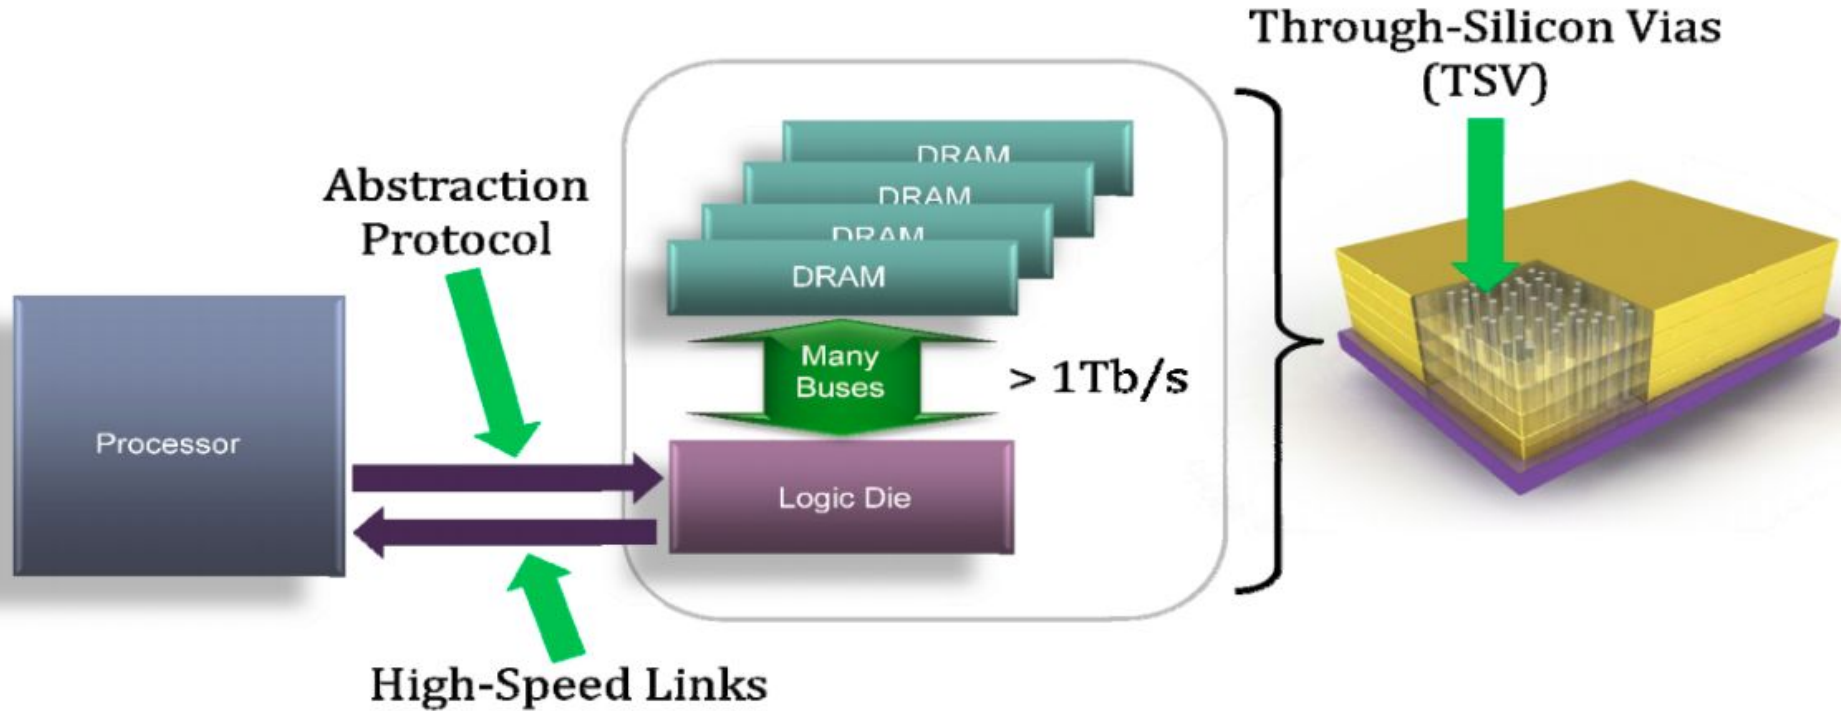 Through-Silicon Vias
(TSV)
Abstraction
Protocol
DRAM
DRAM
DRAM
DRAM
Many
Buses
> 1Tb/s
Processor
Logic Die
High-Speed Links